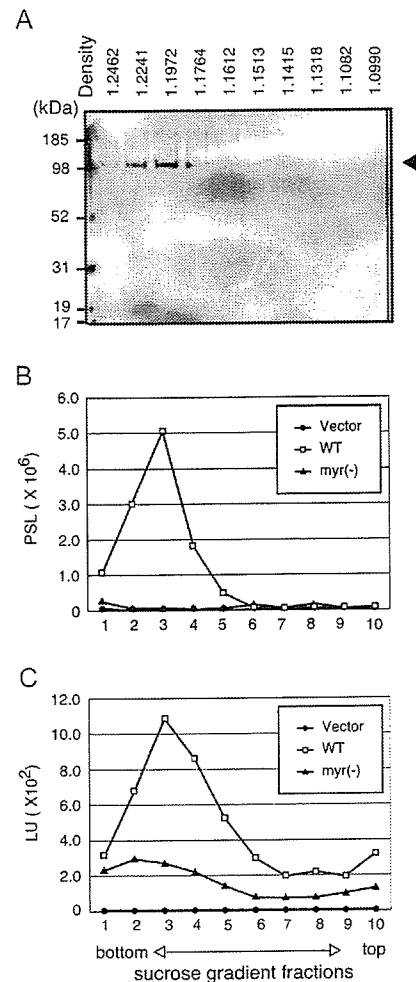 A
Density
1.2462
1.2241
1.1972
1.1764
1.1612
1.1513
1.1415
1.1318
1.1082
1.0990
(kDa)
185
98
52
31
19
17
B
6.0
5.0
4.0
3.0
2.0
1.0
0
PSL ( X 10⁶)
Vector
WT
myr(-)
1 2 3 4 5 6 7 8 9 10
C
12.0
10.0
8.0
6.0
4.0
2.0
0
LU ( X10²)
Vector
WT
myr(-)
1 2 3 4 5 6 7 8 9 10
bottom top
sucrose gradient fractions